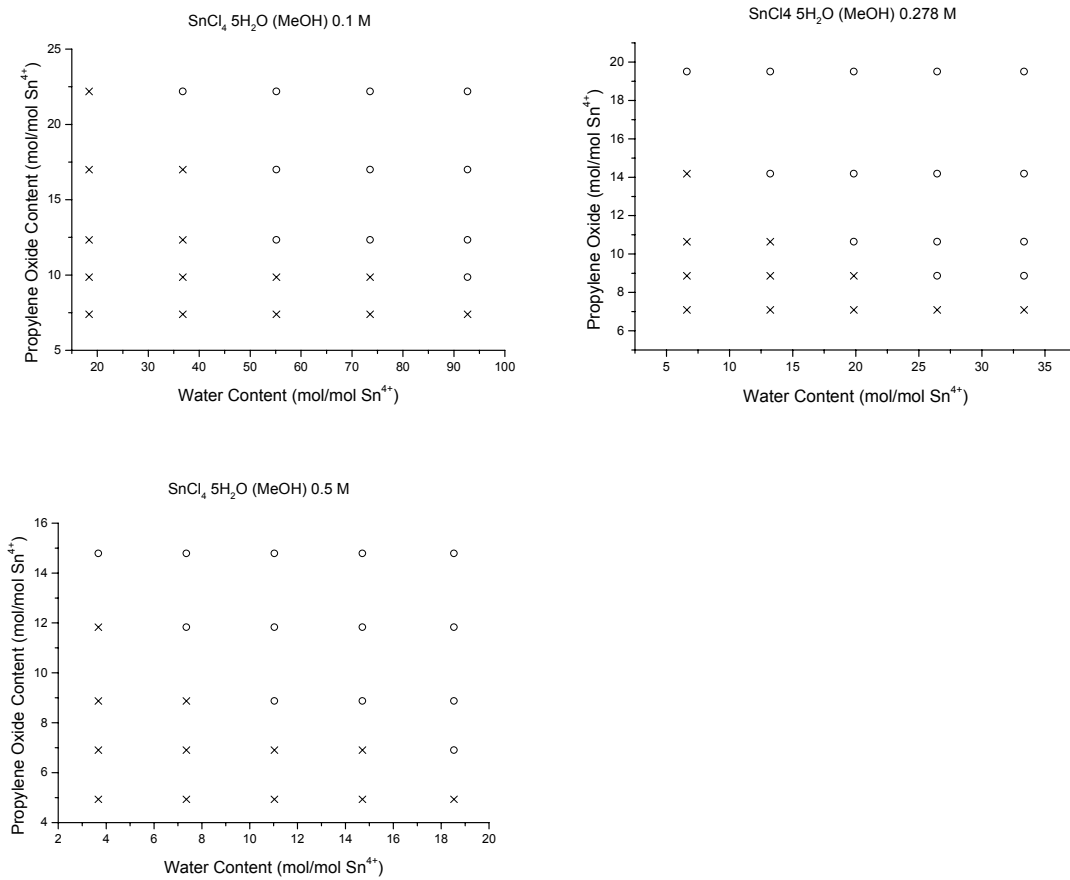 SnCl₄ 5H₂O (MeOH) 0.1 M
25
20
15
10
5
Propylene Oxide Content (mol/mol Sn⁴⁺)
20 30 40 50 60 70 80 90 100
Water Content (mol/mol Sn⁴⁺)
SnCl4 5H₂O (MeOH) 0.278 M
20
18
16
14
12
10
8
6
Propylene Oxide (mol/mol Sn⁴⁺)
5 10 15 20 25 30 35
Water Content (mol/mol Sn⁴⁺)
SnCl₄ 5H₂O (MeOH) 0.5 M
16
14
12
10
8
6
4
Propylene Oxide Content (mol/mol Sn⁴⁺)
2 4 6 8 10 12 14 16 18 20
Water Content (mol/mol Sn⁴⁺)